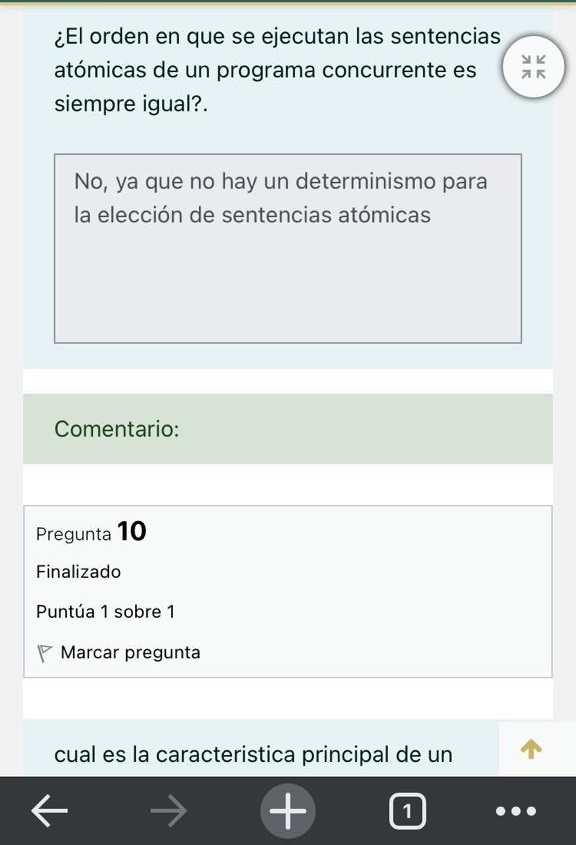 ¿El orden en que se ejecutan las sentencias
atómicas de un programa concurrente es
siempre igual?.
No, ya que no hay un determinismo para
la elección de sentencias atómicas
Comentario:
Pregunta 10
Finalizado
Puntúa 1 sobre 1
Marcar pregunta
cual es la caracteristica principal de un
1